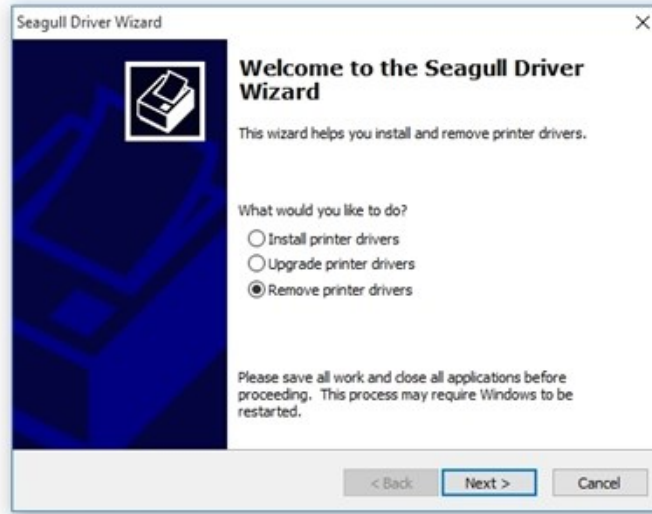 Seagull Driver Wizard
Welcome to the Seagull Driver
Wizard
This wizard helps you install and remove printer drivers.
What would you like to do?
Install printer drivers
Upgrade printer drivers
Remove printer drivers
Please save all work and close all applications before
proceeding. This process may require Windows to be
restarted.
< Back
Next >
Cancel